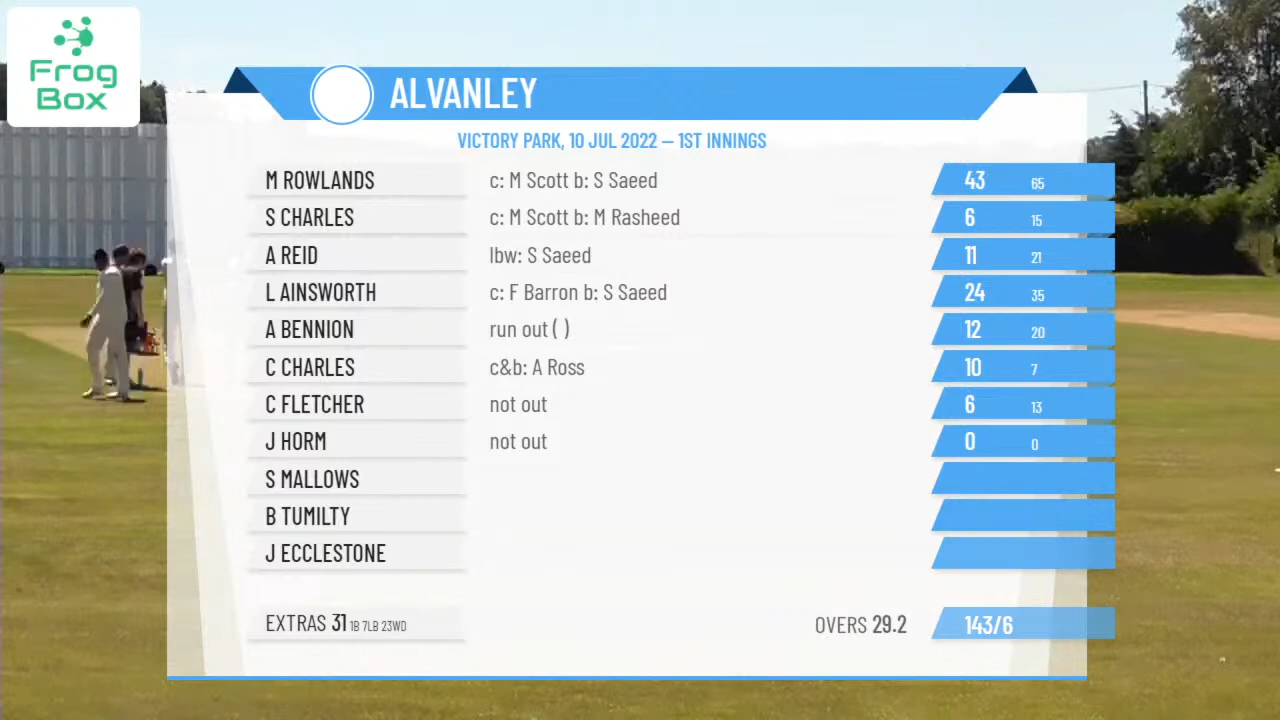 Frog
Box
ALVANLEY
VICTORY PARK, 10 JUL 2022 – 1ST INNINGS
M ROWLANDS c: M Scott b: S Saeed 43 65
S CHARLES c: M Scott b: M Rasheed 6 15
A REID lbw: S Saeed 11 21
L AINSWORTH c: F Barron b: S Saeed 24 35
A BENNION run out ( ) 12 20
C CHARLES c&b: A Ross 10 7
C FLETCHER not out 6 13
J HORM not out 0 0
S MALLOWS
B TUMILTY
J ECCLESTONE
EXTRAS 31 1B 7LB 23WD OVERS 29.2 143/6